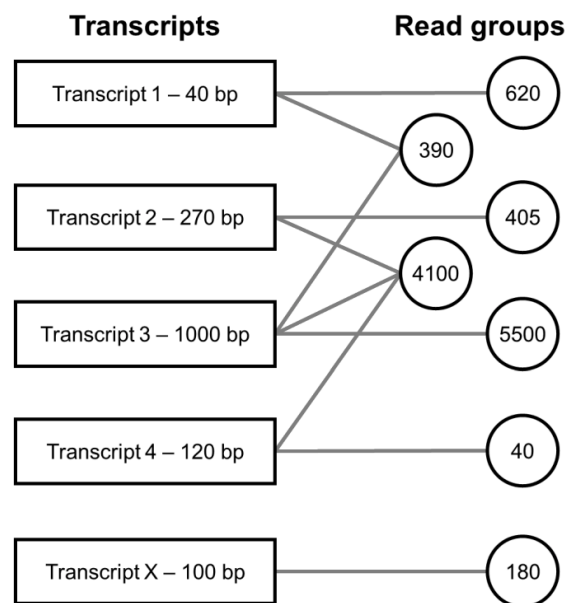 Transcripts Read groups
Transcript 1 – 40 bp
620
390
Transcript 2 – 270 bp
405
4100
Transcript 3 – 1000 bp
5500
Transcript 4 – 120 bp
40
Transcript X – 100 bp
180